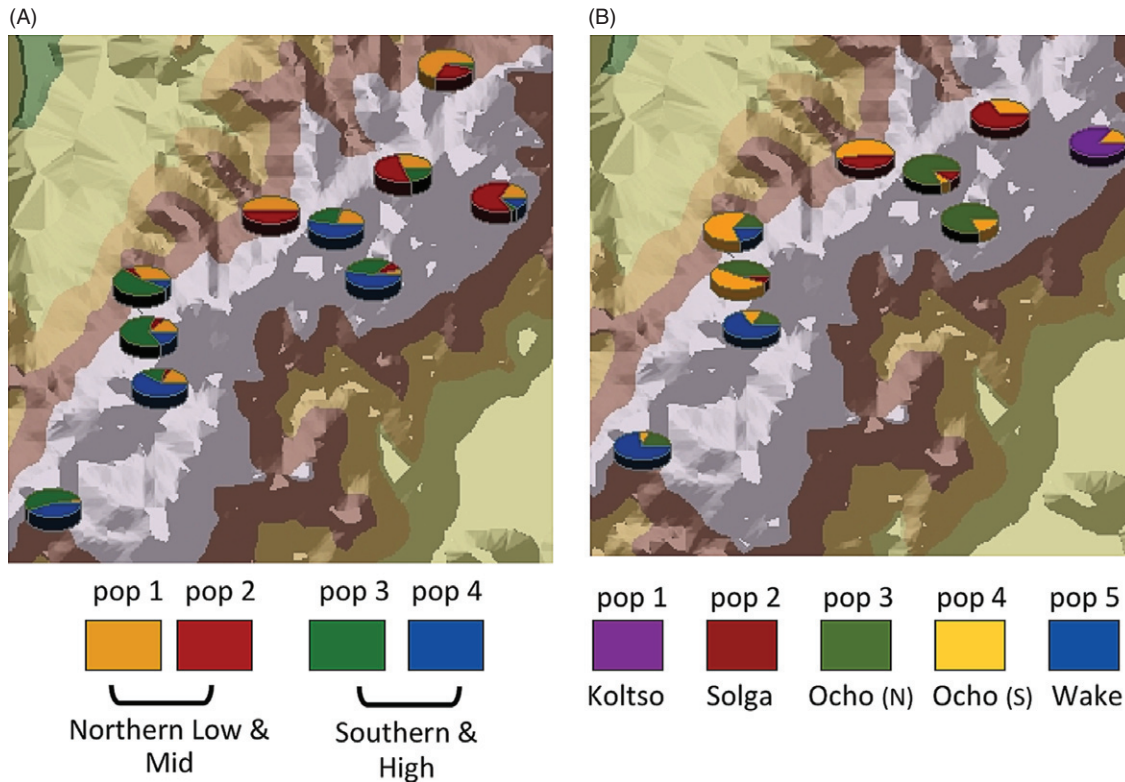 (A)
(B)
pop 1 pop 2 pop 3 pop 4
Northern Low &
Mid
Southern &
High
pop 1 pop 2 pop 3 pop 4 pop 5
Koltso Solga Ocho (N) Ocho (S) Wake